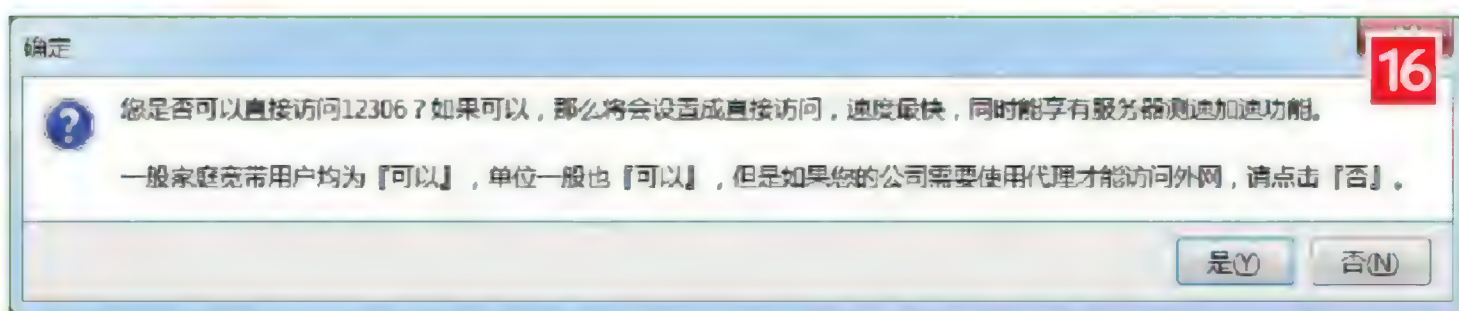 确定
16
您是否可以直接访问12306？如果可以，那么将会设置成直接访问，速度最快，同时能享有服务器测速加速功能。
一般家庭宽带用户均为『可以』，单位一般也『可以』，但是如果您的公司需要使用代理才能访问外网，请点击『否』。
是(Y)
否(N)